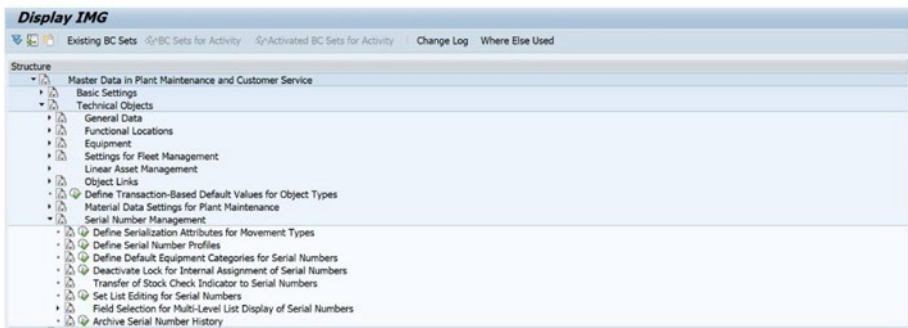 Display IMG
Existing BC Sets BC Sets for Activity Activated BC Sets for Activity Change Log Where Else Used
Structure
Master Data in Plant Maintenance and Customer Service
Basic Settings
Technical Objects
General Data
Functional Locations
Equipment
Settings for Fleet Management
Linear Asset Management
Object Links
Define Transaction-Based Default Values for Object Types
Material Data Settings for Plant Maintenance
Serial Number Management
Define Serialization Attributes for Movement Types
Define Serial Number Profiles
Define Default Equipment Categories for Serial Numbers
Deactivate Lock for Internal Assignment of Serial Numbers
Transfer of Stock Check Indicator to Serial Numbers
Set List Editing for Serial Numbers
Field Selection for Multi-Level List Display of Serial Numbers
Archive Serial Number History